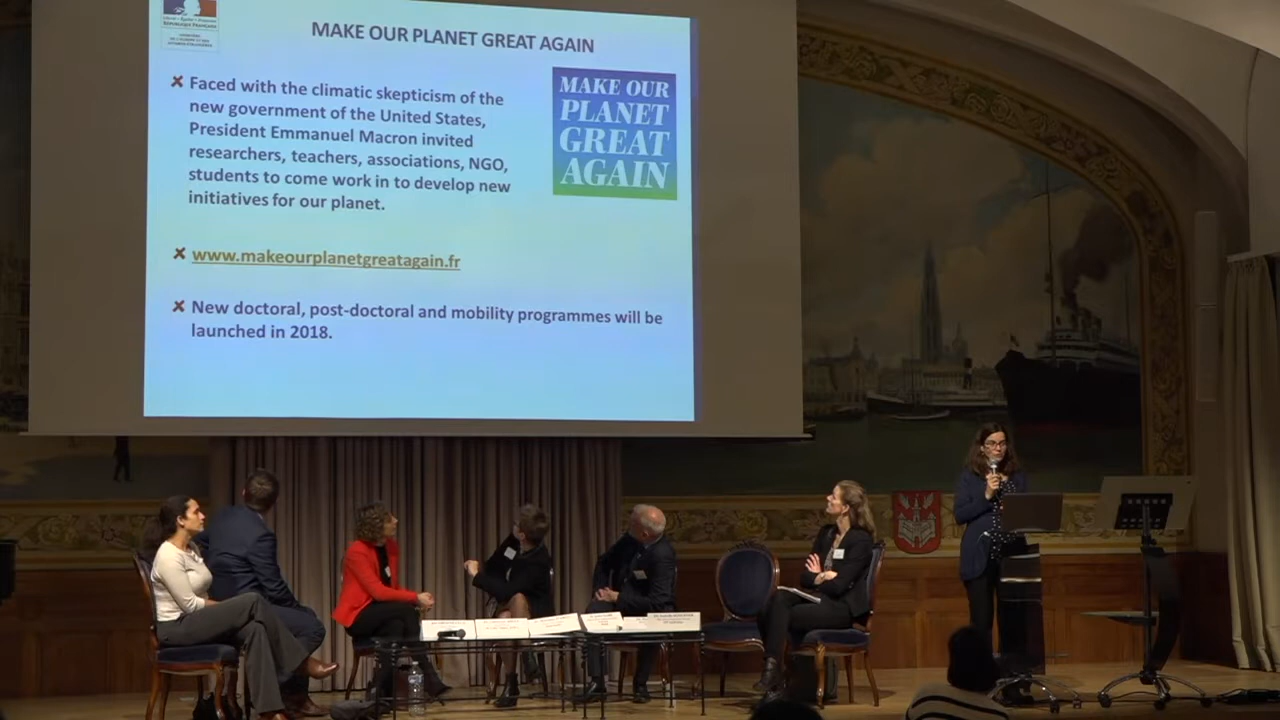 RÉPUBLIQUE FRANÇAISE
MAKE OUR PLANET GREAT AGAIN
Faced with the climatic skepticism of the
new government of the United States,
President Emmanuel Macron invited
researchers, teachers, associations, NGO,
students to come work in to develop new
initiatives for our planet.
MAKE OUR
PLANET
GREAT
AGAIN
www.makeourplanetgreatagain.fr
New doctoral, post-doctoral and mobility programmes will be
launched in 2018.